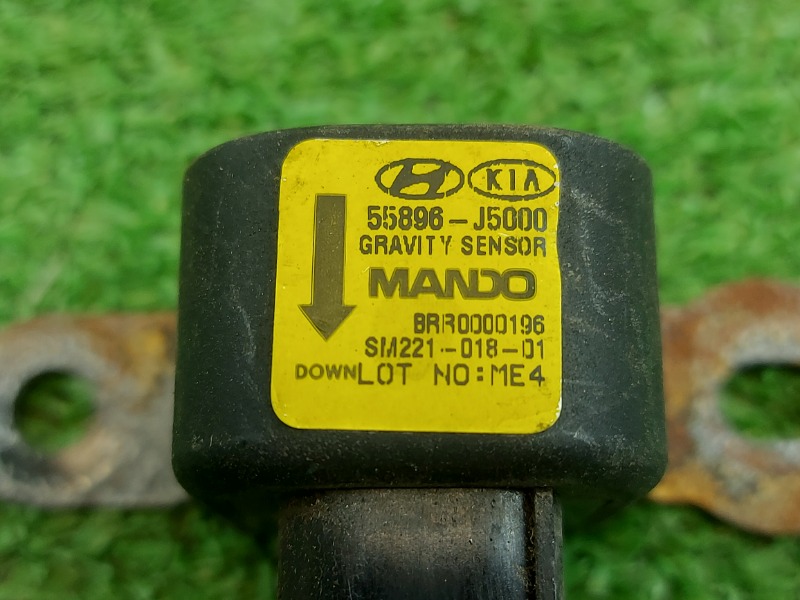 KIA
55896-J5000
GRAVITY SENSOR
MANDO
BRR0000196
SM221-018-01
DOWN LOT NO:ME4